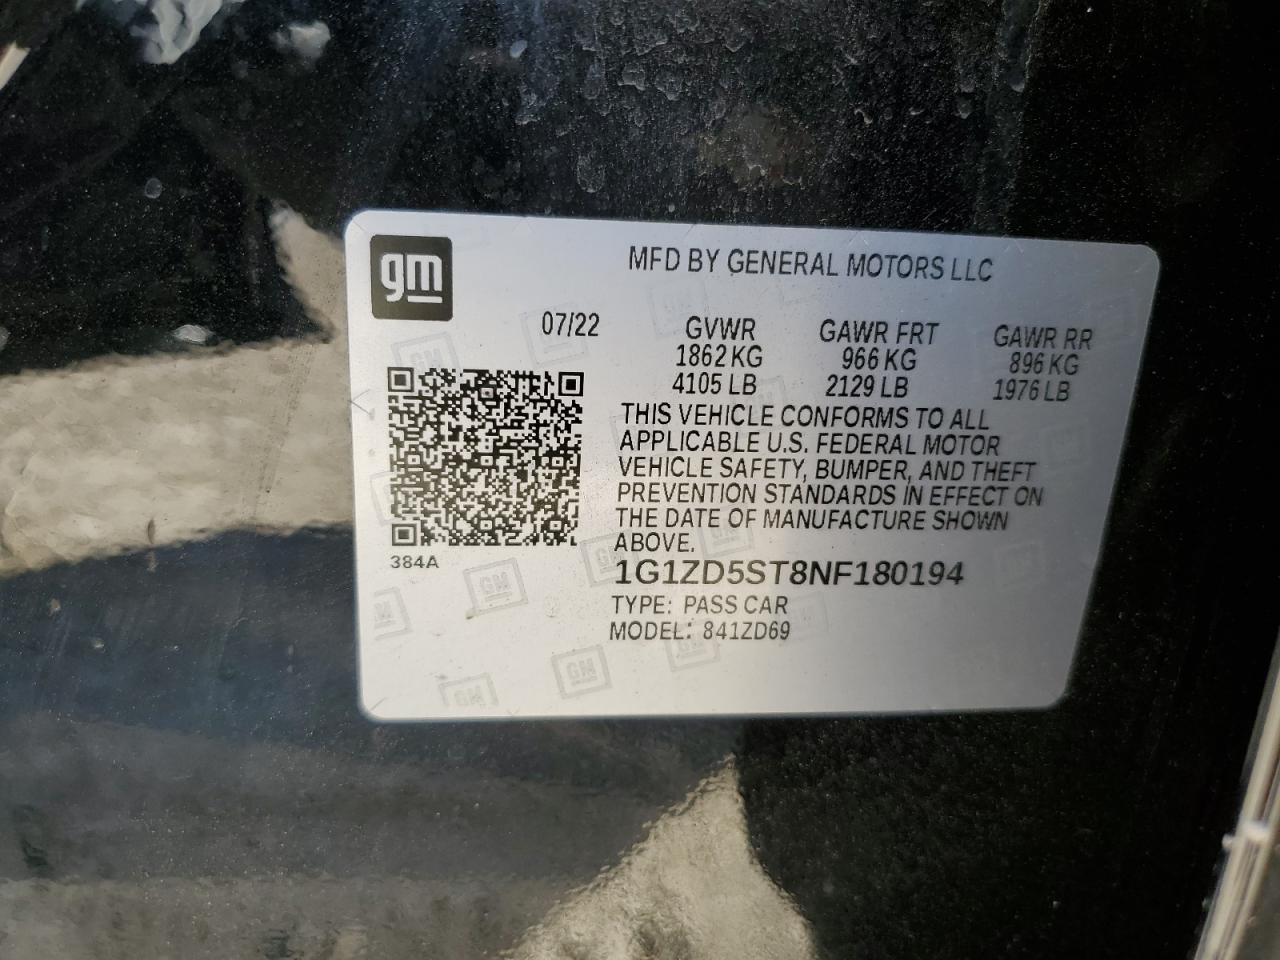 gm
MFD BY GENERAL MOTORS LLC
07/22 GVWR GAWR FRT GAWR RR
1862 KG 966 KG 896 KG
4105 LB 2129 LB 1976 LB
THIS VEHICLE CONFORMS TO ALL
APPLICABLE U.S. FEDERAL MOTOR
VEHICLE SAFETY, BUMPER, AND THEFT
PREVENTION STANDARDS IN EFFECT ON
THE DATE OF MANUFACTURE SHOWN
ABOVE.
384A
1G1ZD5ST8NF180194
TYPE: PASS CAR
MODEL: 841ZD69